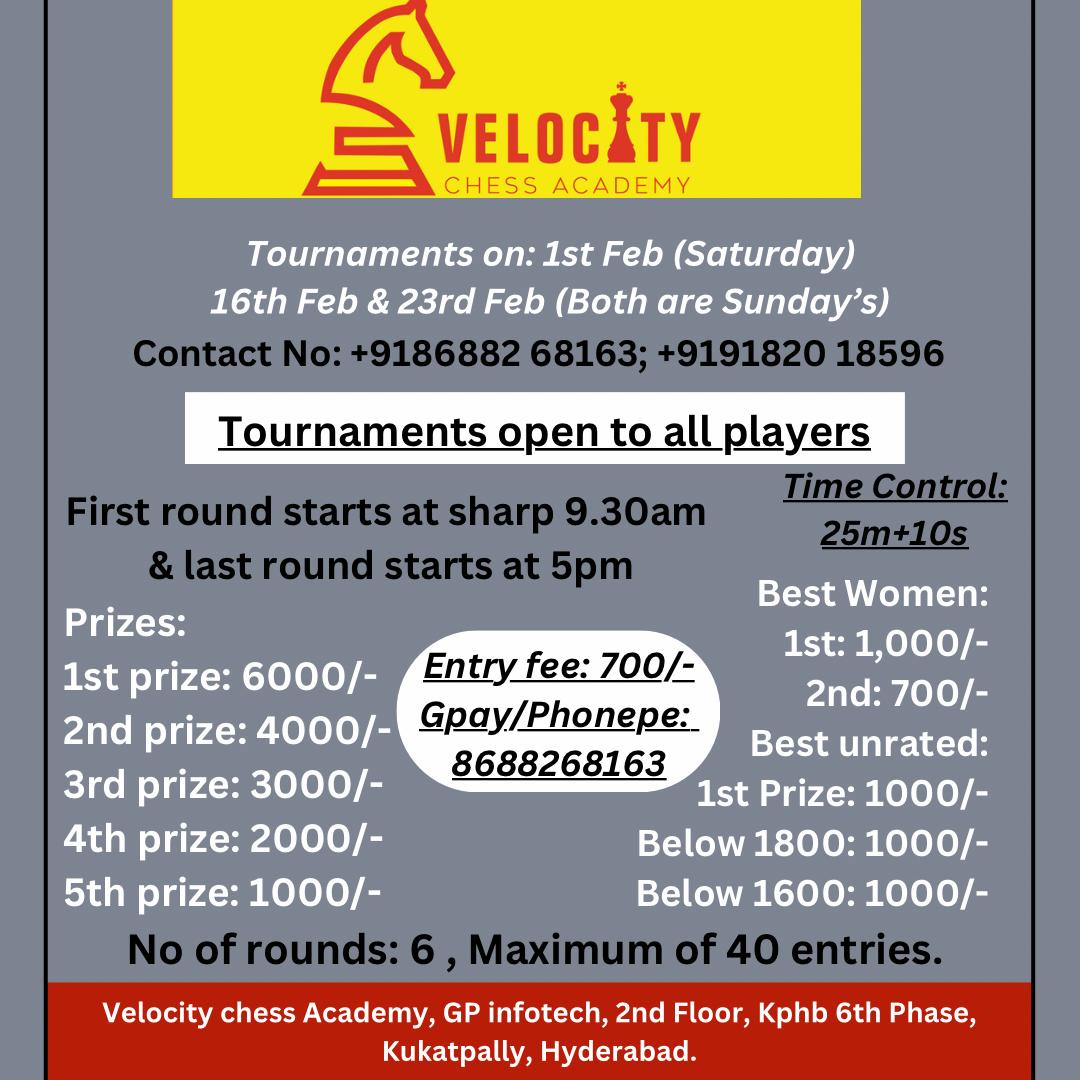 VELOCITY
CHESS ACADEMY
Tournaments on: 1st Feb (Saturday)
16th Feb & 23rd Feb (Both are Sunday's)
Contact No: +9186882 68163; +9191820 18596
Tournaments open to all players
First round starts at sharp 9.30am
& last round starts at 5pm
Time Control:
25m+10s
Prizes:
1st prize: 6000/-
2nd prize: 4000/-
3rd prize: 3000/-
4th prize: 2000/-
5th prize: 1000/-
Entry fee: 700/-
Gpay/Phonepe:
8688268163
Best Women:
1st: 1,000/-
2nd: 700/-
Best unrated:
1st Prize: 1000/-
Below 1800: 1000/-
Below 1600: 1000/-
No of rounds: 6 , Maximum of 40 entries.
Velocity chess Academy, GP infotech, 2nd Floor, Kphb 6th Phase,
Kukatpally, Hyderabad.